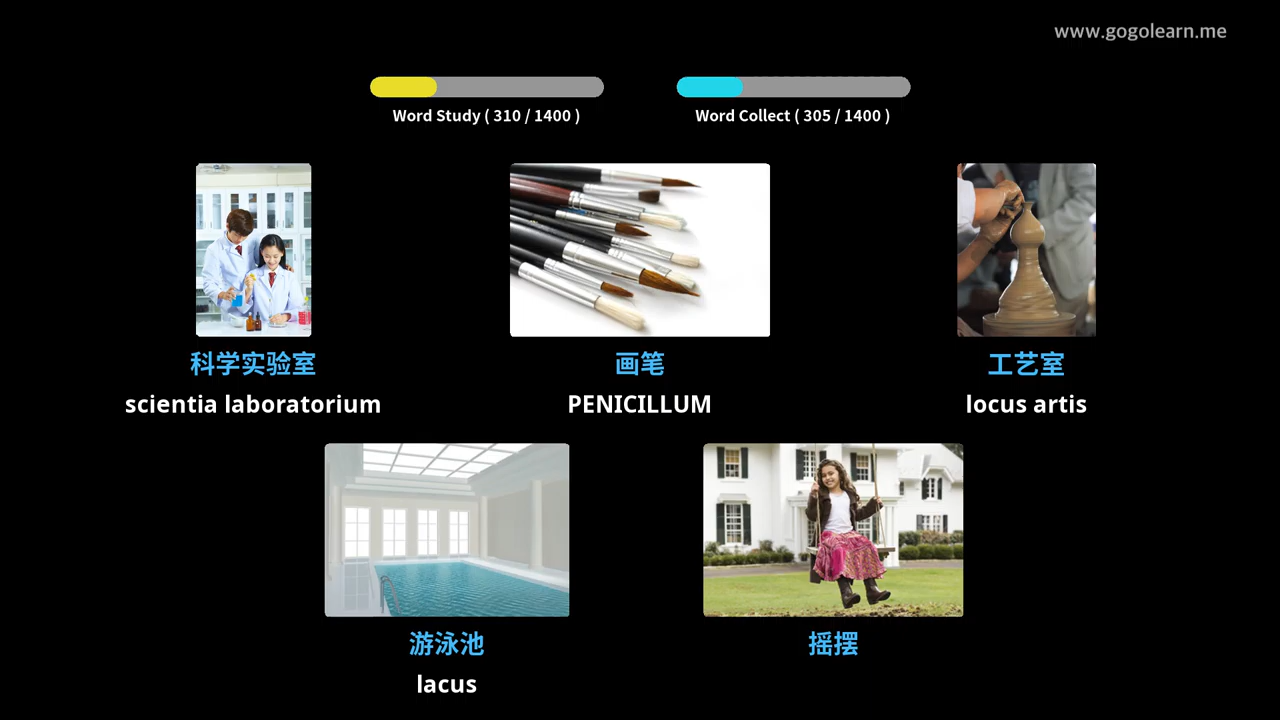 www.gogolearn.me
Word Study ( 310 / 1400 )
Word Collect ( 305 / 1400 )
科学实验室
画笔
工艺室
scientia laboratorium
PENICILLUM
locus artis
游泳池
摇摆
lacus